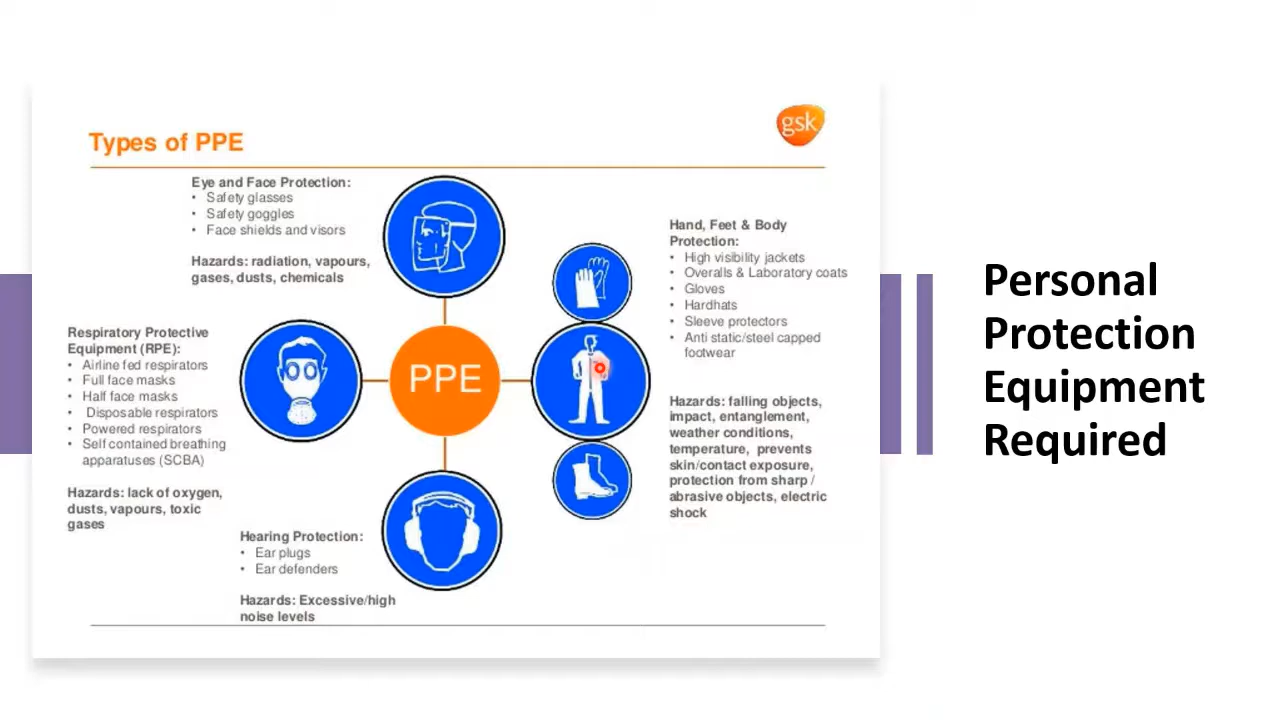 gsk
Types of PPE
Eye and Face Protection:
• Safety glasses
• Safety goggles
• Face shields and visors
Hazards: radiation, vapours,
gases, dusts, chemicals
Respiratory Protective
Equipment (RPE):
• Airline fed respirators
• Full face masks
• Half face masks
• Disposable respirators
• Powered respirators
• Self contained breathing
apparatuses (SCBA)
Hazards: lack of oxygen,
dusts, vapours, toxic
gases
PPE
Hearing Protection:
• Ear plugs
• Ear defenders
Hazards: Excessive/high
noise levels
Hand, Feet & Body
Protection:
• High visibility jackets
• Overalls & Laboratory coats
• Gloves
• Hardhats
• Sleeve protectors
• Anti static/steel capped
footwear
Hazards: falling objects,
impact, entanglement,
weather conditions,
temperature, prevents
skin/contact exposure,
protection from sharp /
abrasive objects, electric
shock
Personal
Protection
Equipment
Required